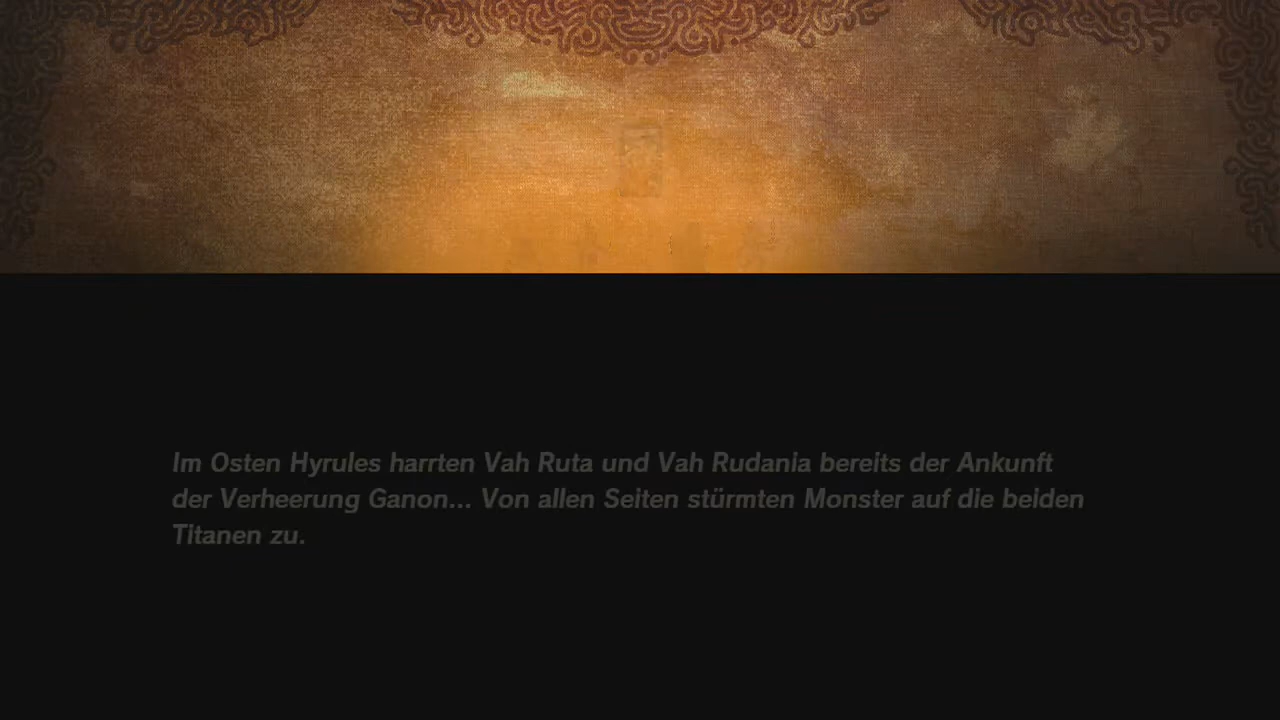 Im Osten Hyrules harrten Vah Ruta und Vah Rudania bereits der Ankunft
der Verheerung Ganon... Von allen Seiten stürmten Monster auf die beiden
Titanen zu.